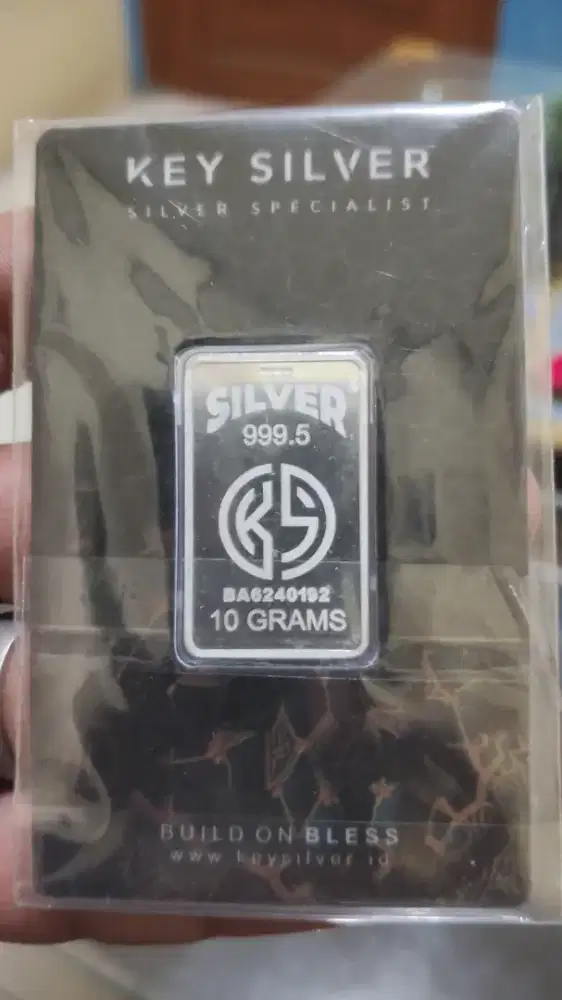 KEY SILVER
SILVER SPECIALIST
SILVER
999.5
KS
BA6240192
10 GRAMS
BUILD ON BLESS
www.keysilver.id